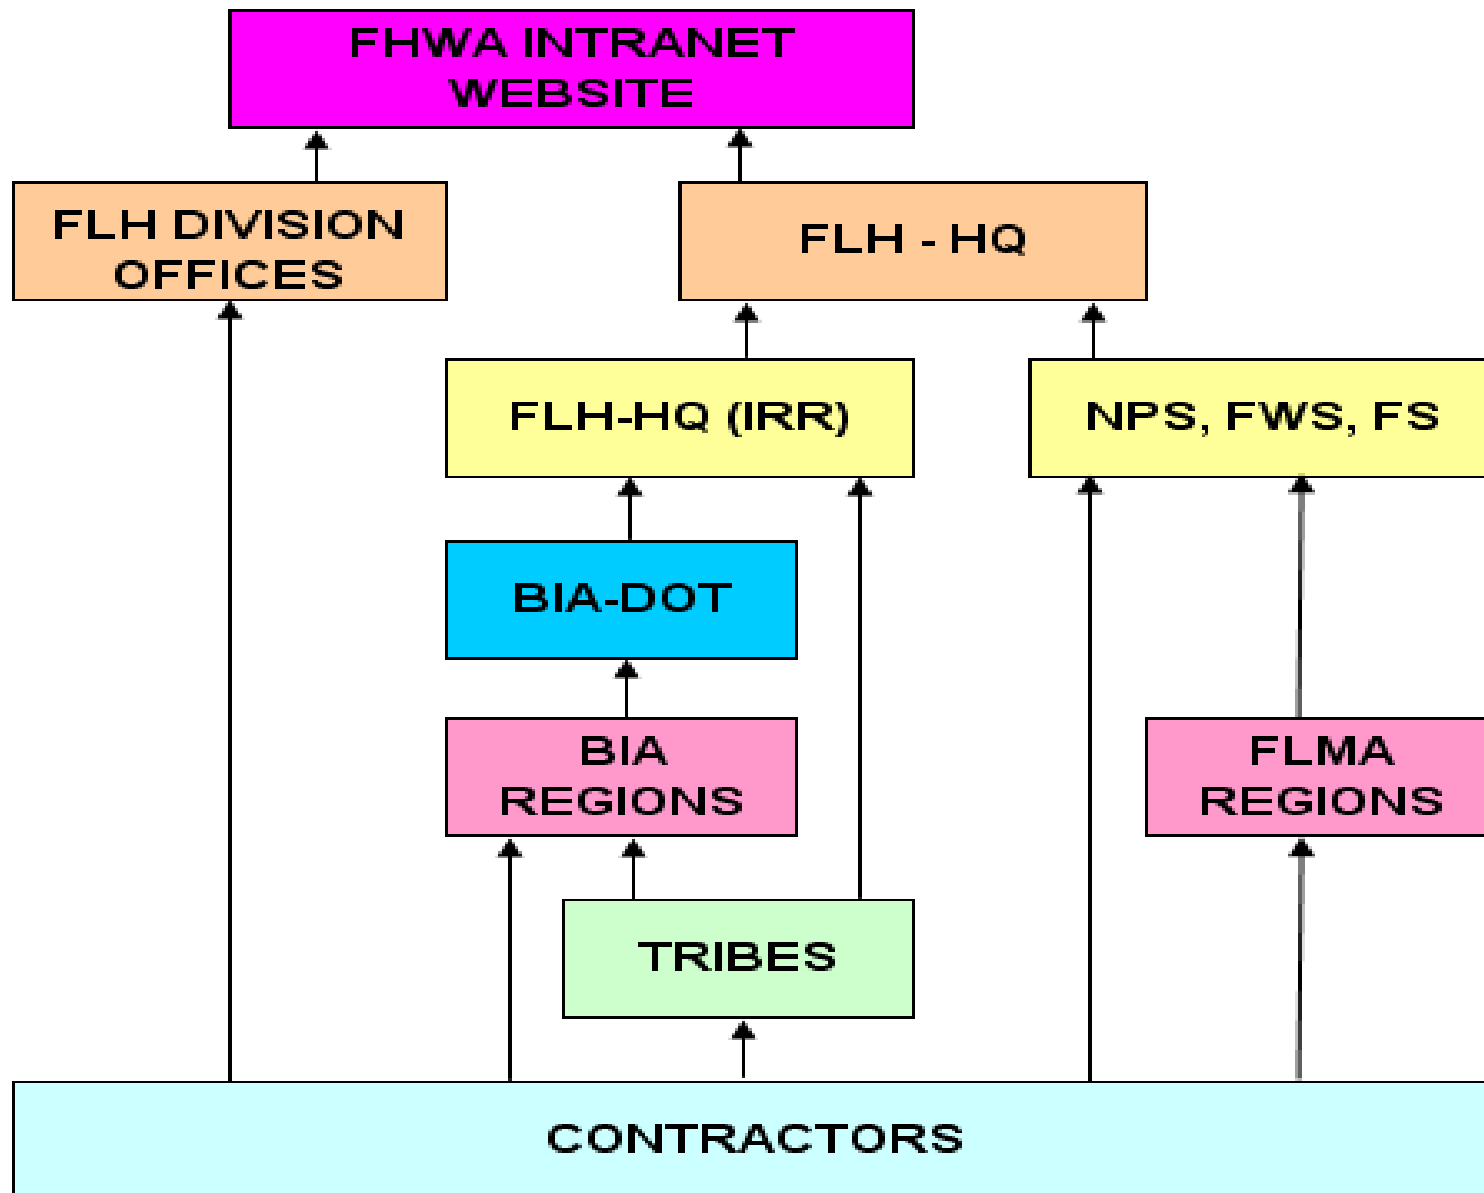 FHWA INTRANET
WEBSITE
FLH DIVISION
OFFICES
FLH - HQ
FLH-HQ (IRR)
NPS, FWS, FS
BIA-DOT
BIA
REGIONS
FLMA
REGIONS
TRIBES
CONTRACTORS